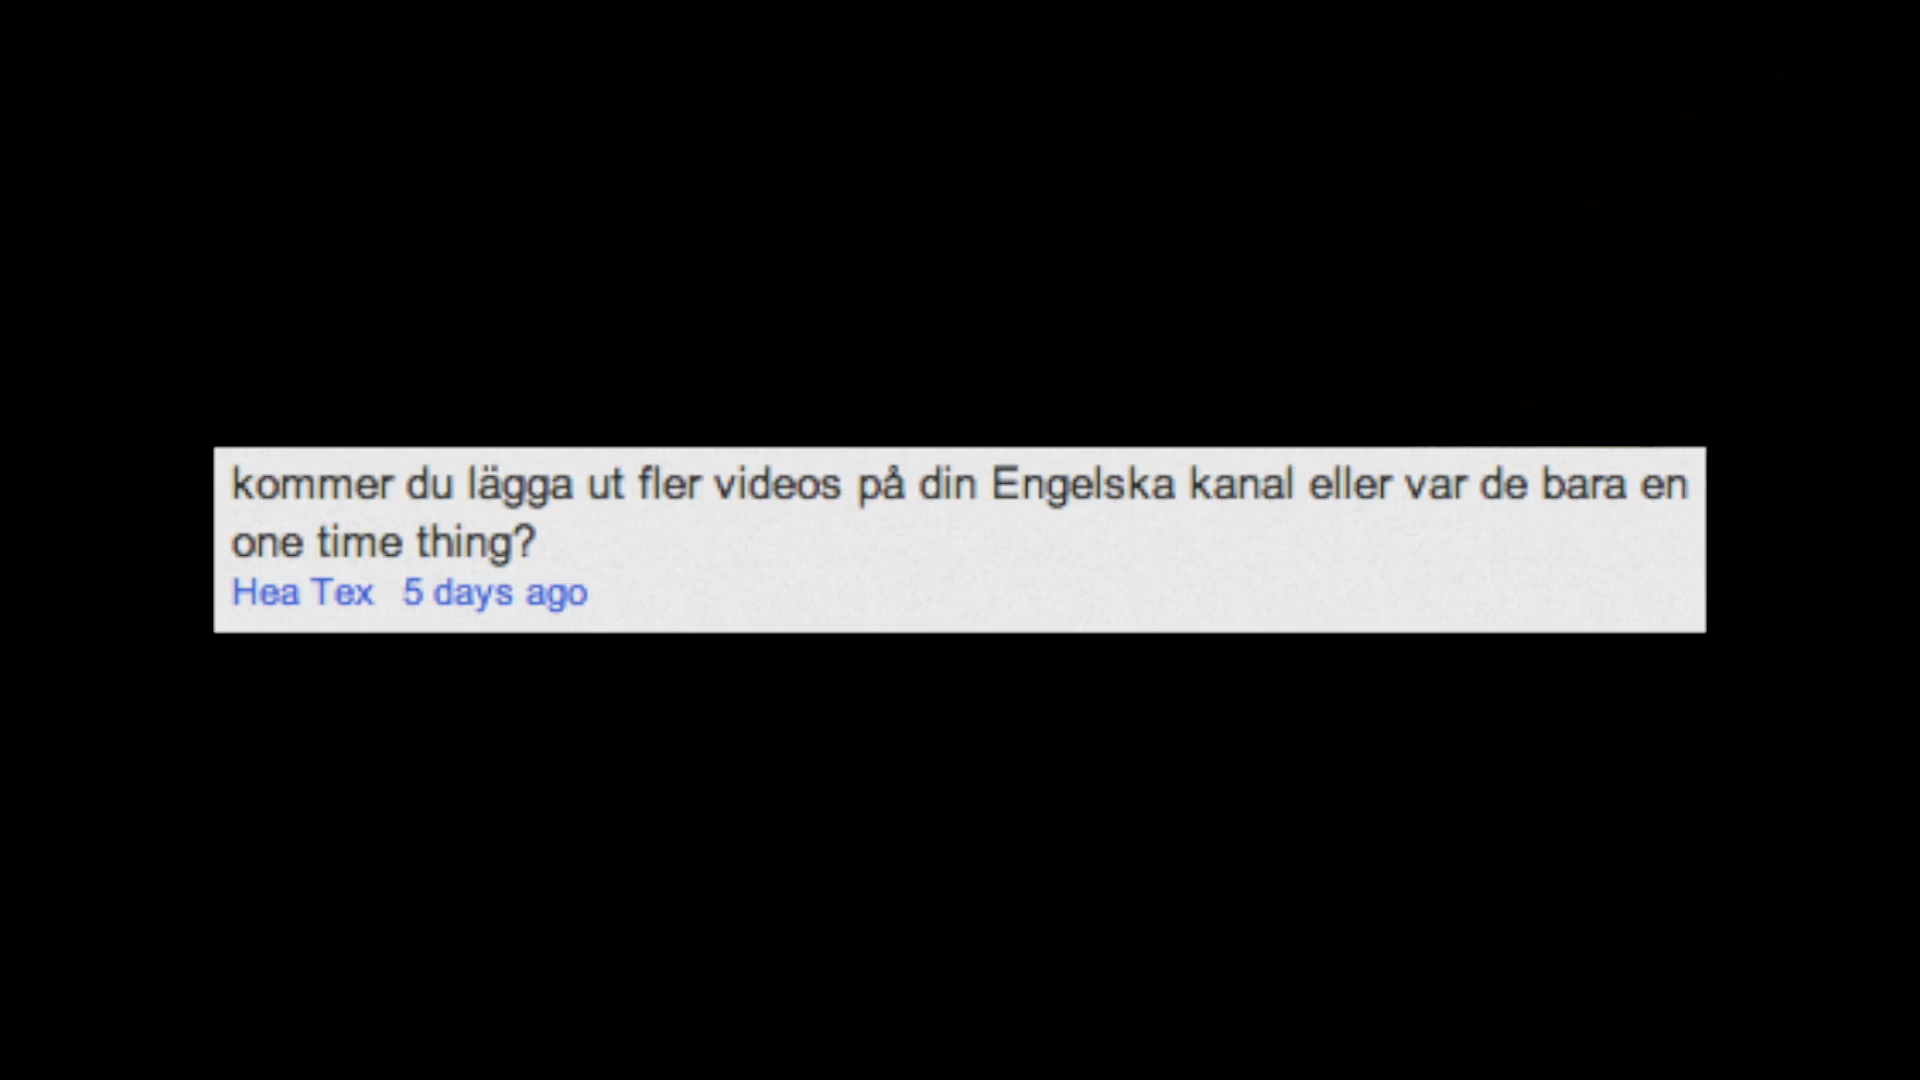 kommer du lägga ut fler videos på din Engelska kanal eller var de bara en
one time thing?
Hea Tex 5 days ago